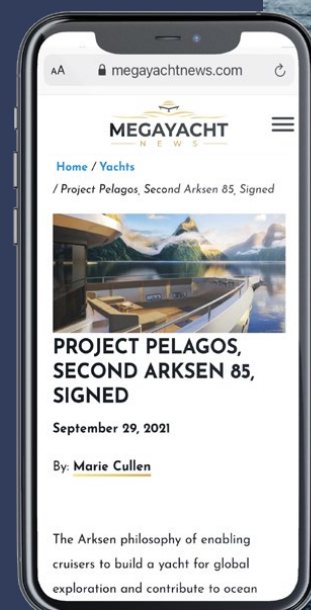 AA megayachtnews.com
MEGAYACHT
NEWS
Home / Yachts
/ Project Pelagos, Second Arksen 85, Signed
PROJECT PELAGOS,
SECOND ARKSEN 85,
SIGNED
September 29, 2021
By: Marie Cullen
The Arksen philosophy of enabling
cruisers to build a yacht for global
exploration and contribute to ocean